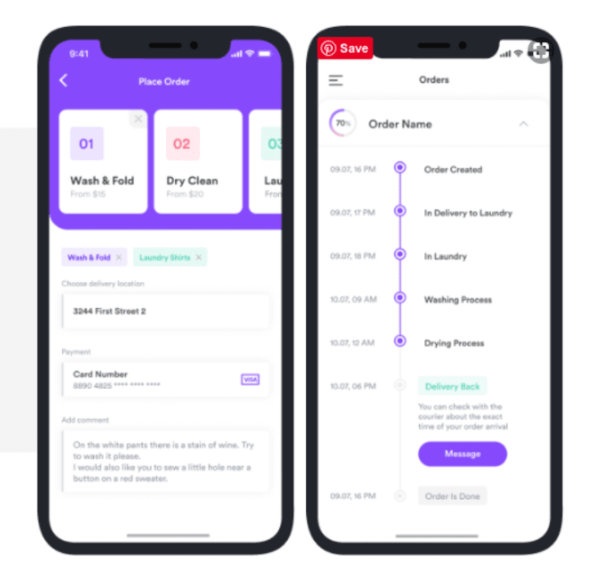 9:41
Place Order
01
02
03
Wash & Fold
Dry Clean
Lau
From $15
From $20
From
Wash & Fold ×
Laundry Shirts ×
Choose delivery location
3244 First Street 2
Payment
Card Number
8890 4825 **** **** ****
VISA
Add comment
On the white pants there is a stain of wine. Try
to wash it please.
I would also like you to sew a little hole near a
button on a red sweater.
Save
Orders
70%
Order Name
09.07, 16 PM
Order Created
09.07, 17 PM
In Delivery to Laundry
09.07, 18 PM
In Laundry
10.07, 09 AM
Washing Process
10.07, 12 AM
Drying Process
10.07, 06 PM
Delivery Back
You can check with the
courier about the exact
time of your order arrival
Message
09.07, 16 PM
Order Is Done